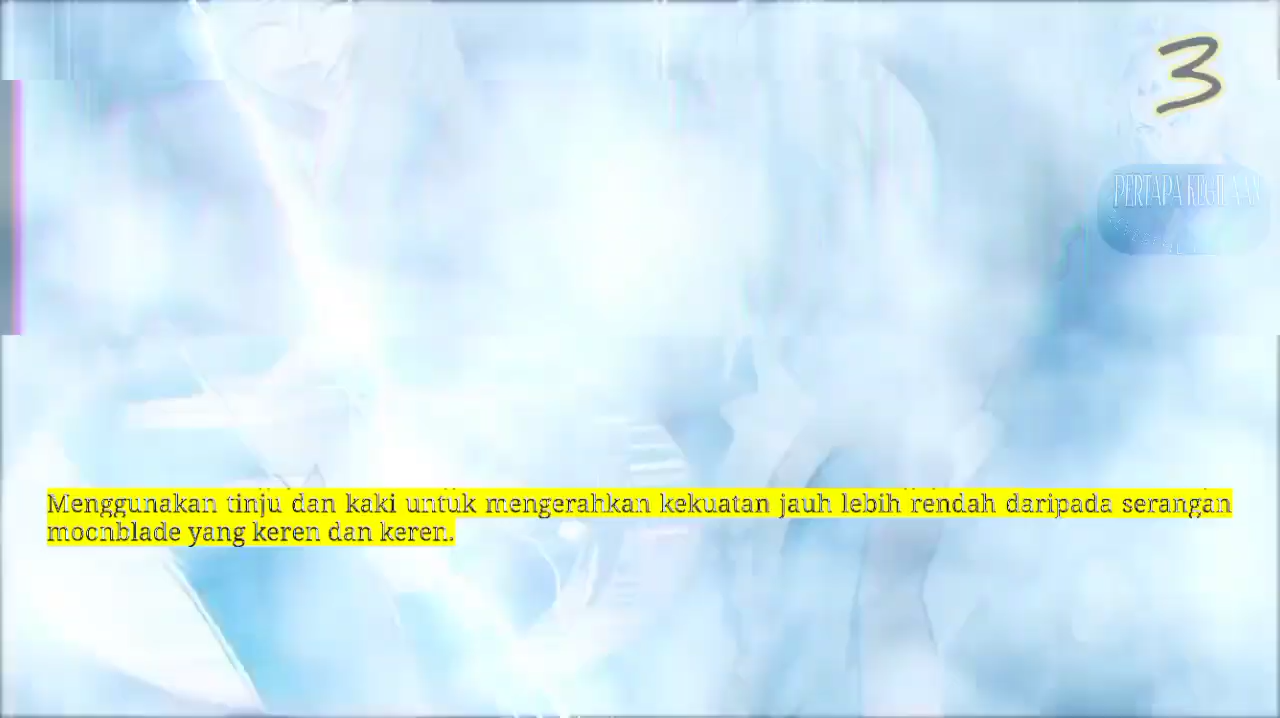 3
PERTAPA KEGILAAN
Menggunakan tinju dan kaki untuk mengerahkan kekuatan jauh lebih rendah daripada serangan
moonblade yang keren dan keren.